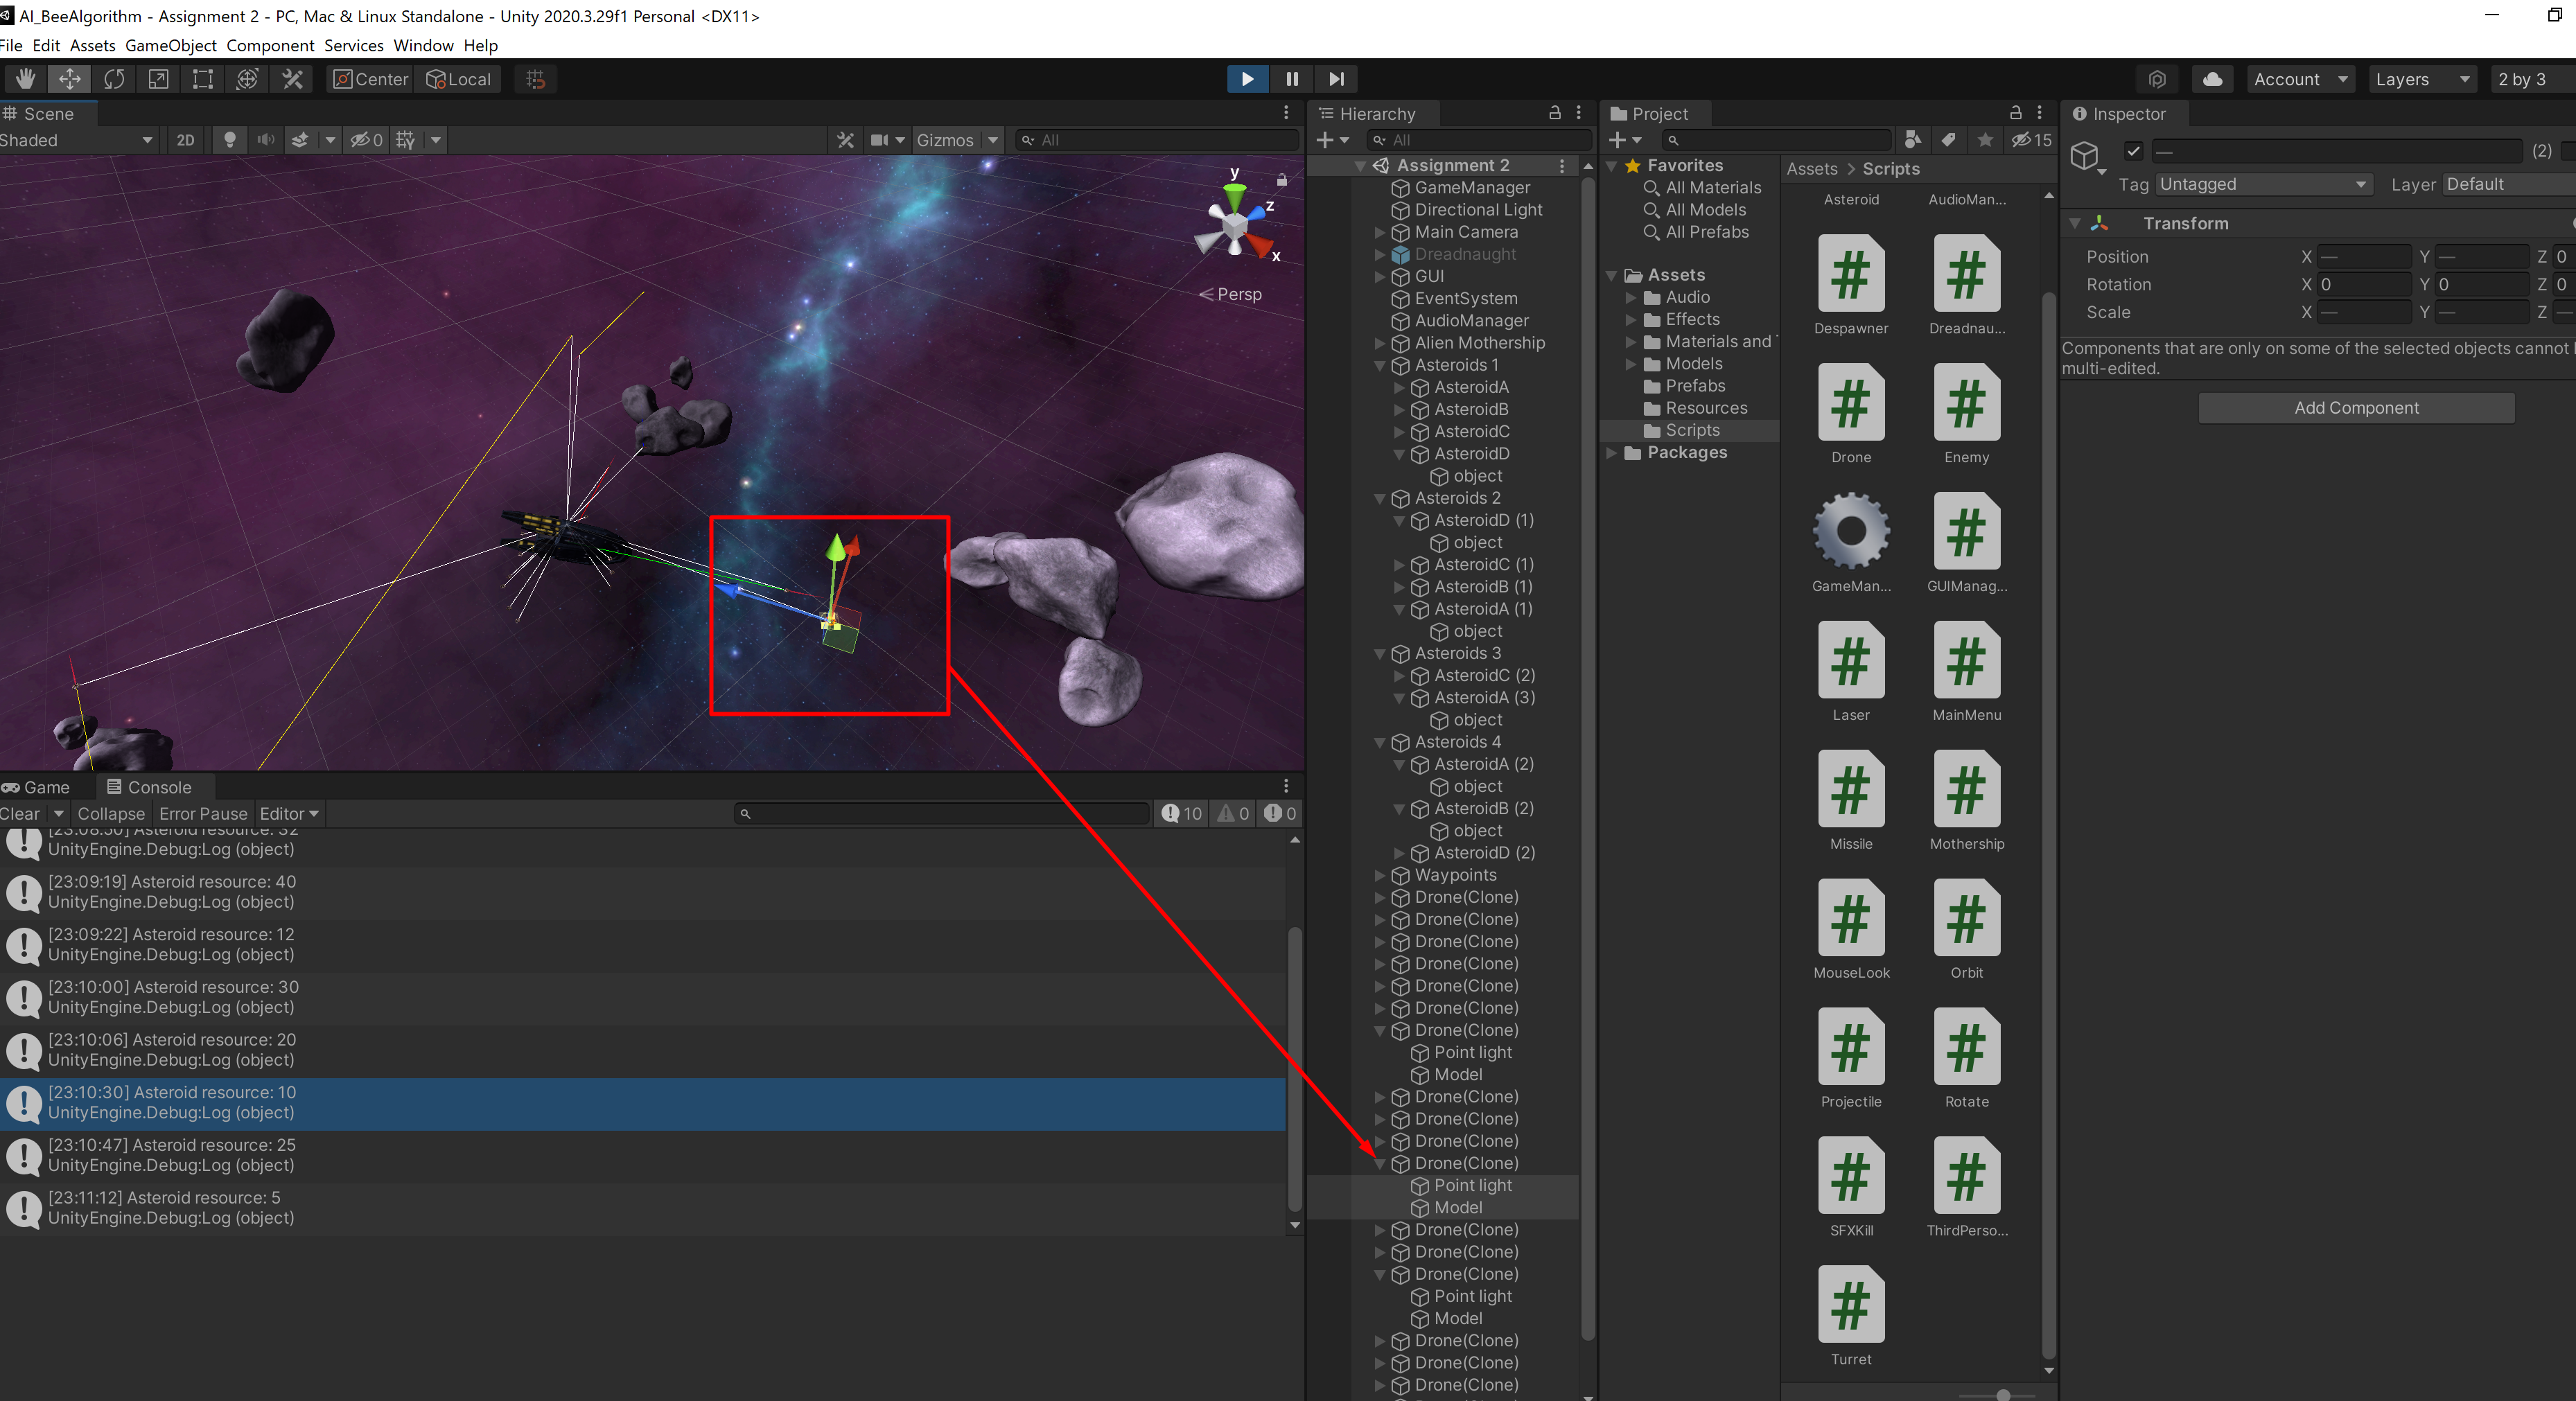 AI_BeeAlgorithm - Assignment 2 - PC, Mac & Linux Standalone - Unity 2020.3.29f1 Personal <DX11>
File Edit Assets GameObject Component Services Window Help
Center Local
Account Layers 2 by 3
Scene
Shaded 2D 0 Gizmos All
y
z
x
Persp
Game Console
Clear Collapse Error Pause Editor 10 0 0
[23:08:50] Asteroid resource: 32
UnityEngine.Debug:Log (object)
[23:09:19] Asteroid resource: 40
UnityEngine.Debug:Log (object)
[23:09:22] Asteroid resource: 12
UnityEngine.Debug:Log (object)
[23:10:00] Asteroid resource: 30
UnityEngine.Debug:Log (object)
[23:10:06] Asteroid resource: 20
UnityEngine.Debug:Log (object)
[23:10:30] Asteroid resource: 10
UnityEngine.Debug:Log (object)
[23:10:47] Asteroid resource: 25
UnityEngine.Debug:Log (object)
[23:11:12] Asteroid resource: 5
UnityEngine.Debug:Log (object)
Hierarchy
All
Assignment 2
GameManager
Directional Light
Main Camera
Dreadnaught
GUI
EventSystem
AudioManager
Alien Mothership
Asteroids 1
AsteroidA
AsteroidB
AsteroidC
AsteroidD
object
Asteroids 2
AsteroidD (1)
object
AsteroidC (1)
AsteroidB (1)
AsteroidA (1)
object
Asteroids 3
AsteroidC (2)
AsteroidA (3)
object
Asteroids 4
AsteroidA (2)
object
AsteroidB (2)
object
AsteroidD (2)
Waypoints
Drone(Clone)
Drone(Clone)
Drone(Clone)
Drone(Clone)
Drone(Clone)
Drone(Clone)
Drone(Clone)
Point light
Model
Drone(Clone)
Drone(Clone)
Drone(Clone)
Drone(Clone)
Point light
Model
Drone(Clone)
Drone(Clone)
Drone(Clone)
Point light
Model
Drone(Clone)
Drone(Clone)
Drone(Clone)
Project
15
Favorites
All Materials
All Models
All Prefabs
Assets
Audio
Effects
Materials and
Models
Prefabs
Resources
Scripts
Packages
Assets > Scripts
Asteroid AudioMan...
Despawner Dreadnau...
Drone Enemy
GameMan... GUIManag...
Laser MainMenu
Missile Mothership
MouseLook Orbit
Projectile Rotate
SFXKill ThirdPerso...
Turret
Inspector
— (2)
Tag Untagged Layer Default
Transform
Position X — Y — Z 0
Rotation X 0 Y 0 Z 0
Scale X — Y — Z —
Components that are only on some of the selected objects cannot
multi-edited.
Add Component